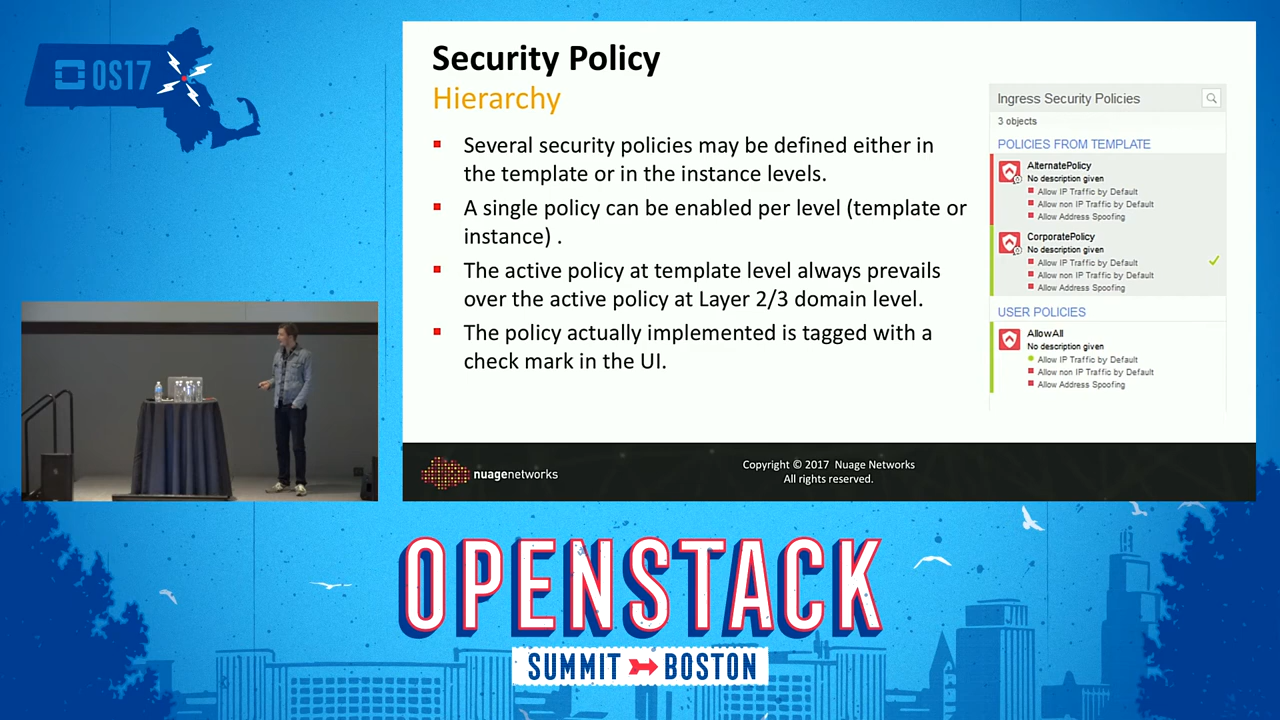 OS17
Security Policy
Hierarchy
Several security policies may be defined either in
the template or in the instance levels.
A single policy can be enabled per level (template or
instance) .
The active policy at template level always prevails
over the active policy at Layer 2/3 domain level.
The policy actually implemented is tagged with a
check mark in the UI.
Ingress Security Policies
3 objects
POLICIES FROM TEMPLATE
AlternatePolicy
No description given
Allow IP Traffic by Default
Allow non IP Traffic by Default
Allow Address Spoofing
CorporatePolicy
No description given
Allow IP Traffic by Default
Allow non IP Traffic by Default
Allow Address Spoofing
USER POLICIES
AllowAll
No description given
Allow IP Traffic by Default
Allow non IP Traffic by Default
Allow Address Spoofing
nuagenetworks
Copyright © 2017 Nuage Networks
All rights reserved.
OPENSTACK
SUMMIT BOSTON